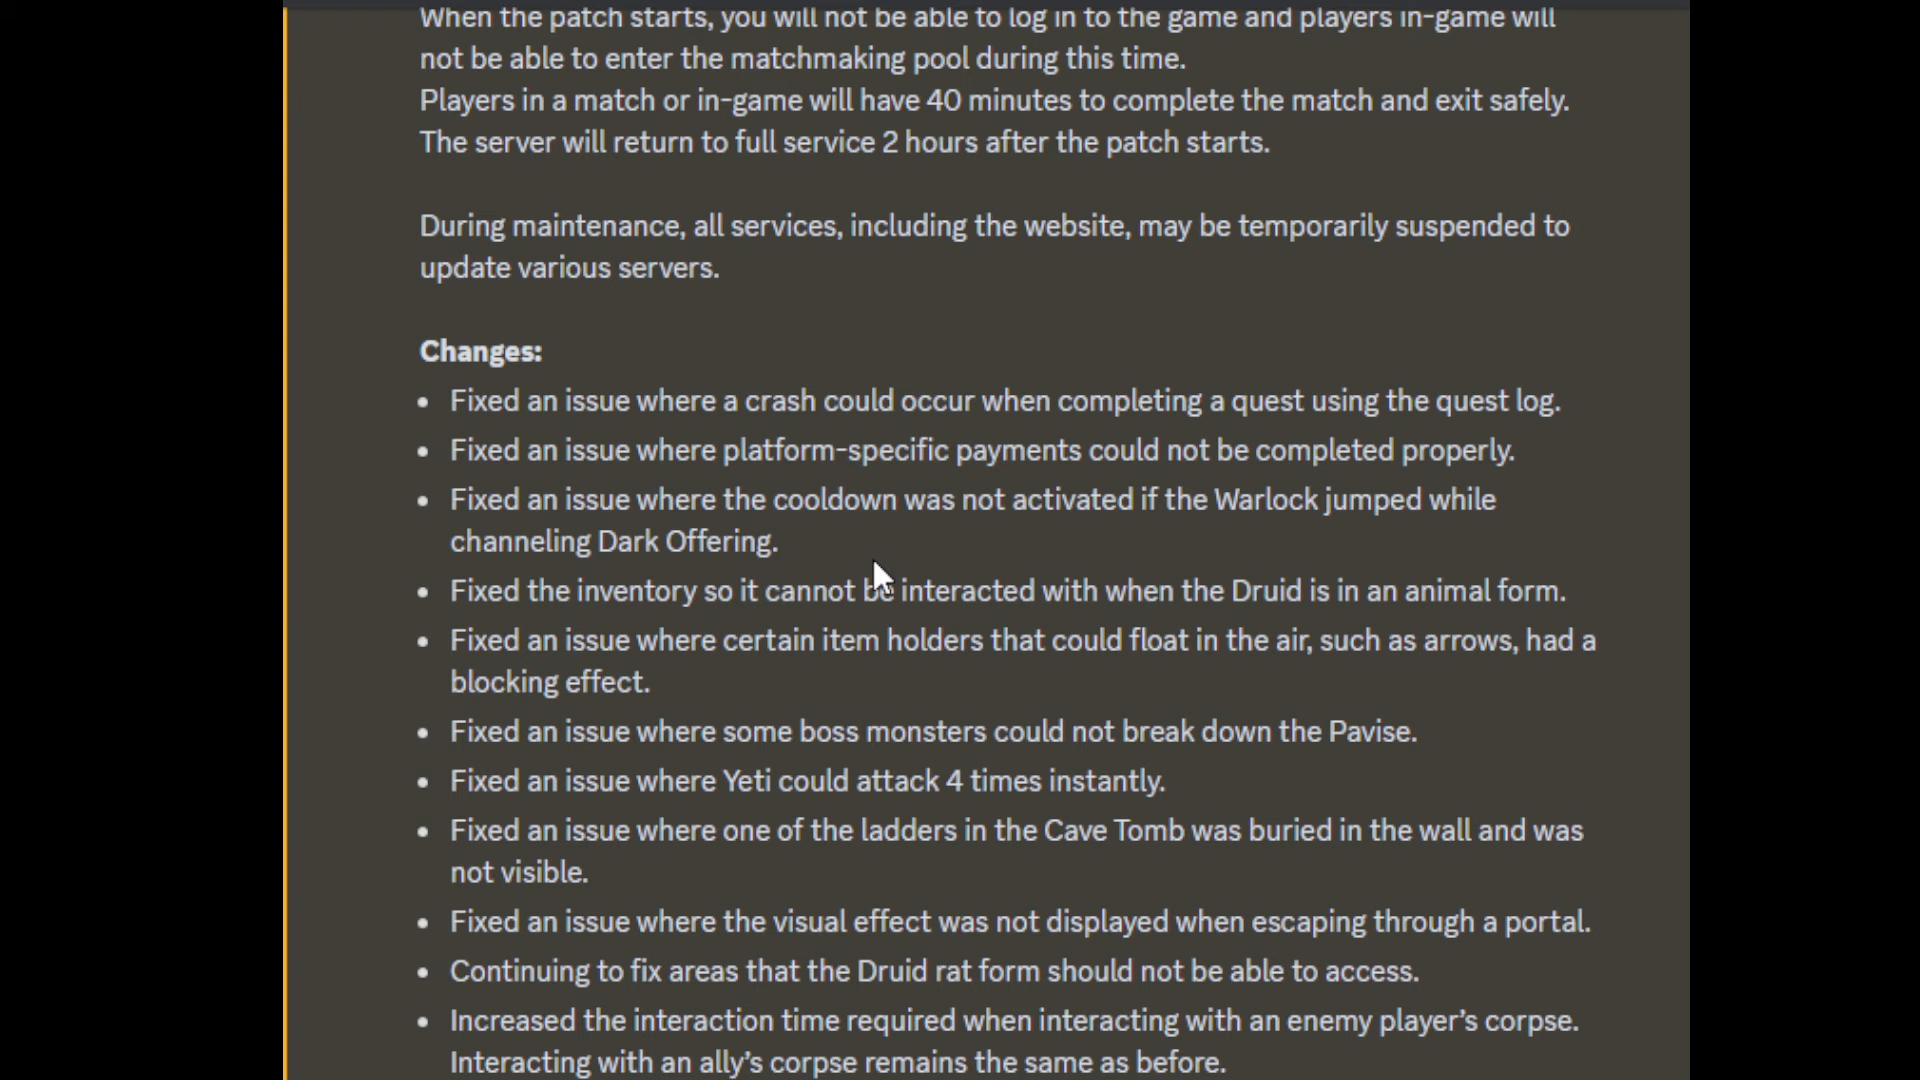 When the patch starts, you will not be able to log in to the game and players in-game will
not be able to enter the matchmaking pool during this time.
Players in a match or in-game will have 40 minutes to complete the match and exit safely.
The server will return to full service 2 hours after the patch starts.
During maintenance, all services, including the website, may be temporarily suspended to
update various servers.
Changes:
• Fixed an issue where a crash could occur when completing a quest using the quest log.
• Fixed an issue where platform-specific payments could not be completed properly.
• Fixed an issue where the cooldown was not activated if the Warlock jumped while
channeling Dark Offering.
• Fixed the inventory so it cannot be interacted with when the Druid is in an animal form.
• Fixed an issue where certain item holders that could float in the air, such as arrows, had a
blocking effect.
• Fixed an issue where some boss monsters could not break down the Pavise.
• Fixed an issue where Yeti could attack 4 times instantly.
• Fixed an issue where one of the ladders in the Cave Tomb was buried in the wall and was
not visible.
• Fixed an issue where the visual effect was not displayed when escaping through a portal.
• Continuing to fix areas that the Druid rat form should not be able to access.
• Increased the interaction time required when interacting with an enemy player’s corpse.
Interacting with an ally’s corpse remains the same as before.